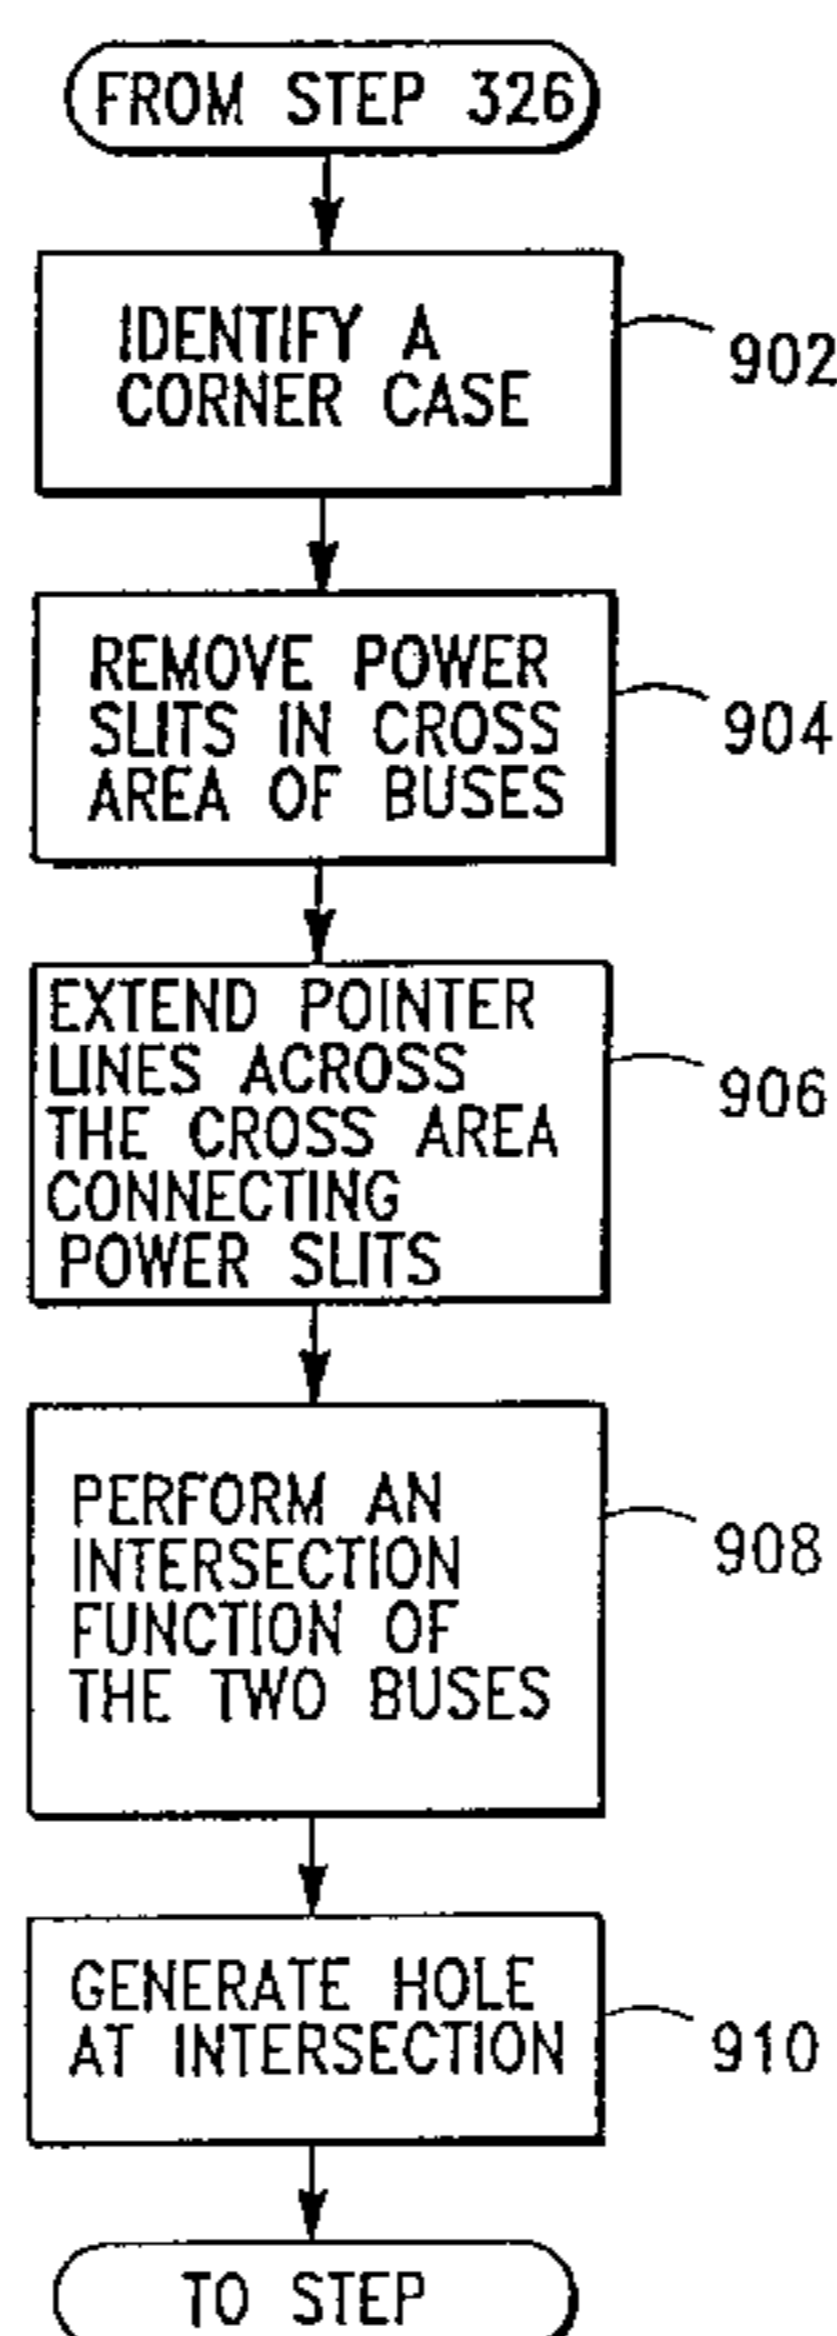 FROM STEP 326
IDENTIFY A
CORNER CASE
902
REMOVE POWER
SLITS IN CROSS
AREA OF BUSES
904
EXTEND POINTER
LINES ACROSS
THE CROSS AREA
CONNECTING
POWER SLITS
906
PERFORM AN
INTERSECTION
FUNCTION OF
THE TWO BUSES
908
GENERATE HOLE
AT INTERSECTION
910
TO STEP